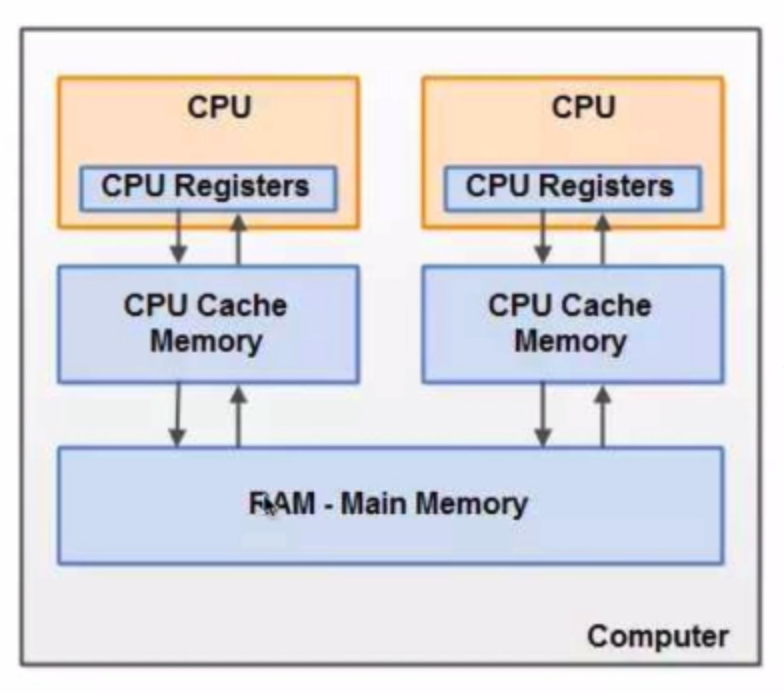 CPU
CPU
CPU Registers
CPU Registers
CPU Cache
Memory
CPU Cache
Memory
RAM - Main Memory
Computer